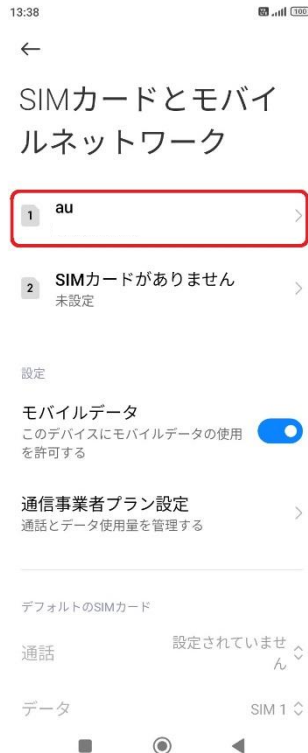 13:38
100
SIMカードとモバイ
ルネットワーク
1 au
2 SIMカードがありません
未設定
設定
モバイルデータ
このデバイスにモバイルデータの使用
を許可する
通信事業者プラン設定
通話とデータ使用量を管理する
デフォルトのSIMカード
通話 設定されていませ
ん
データ SIM 1